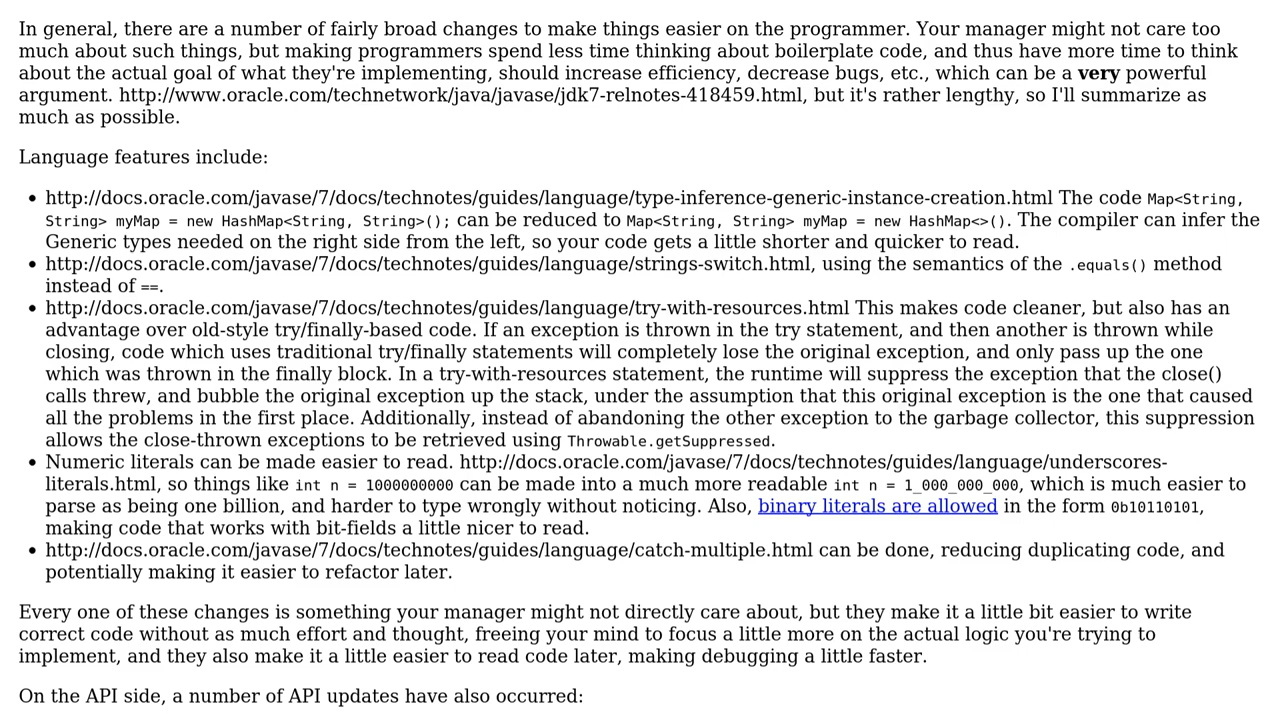 In general, there are a number of fairly broad changes to make things easier on the programmer. Your manager might not care too
much about such things, but making programmers spend less time thinking about boilerplate code, and thus have more time to think
about the actual goal of what they're implementing, should increase efficiency, decrease bugs, etc., which can be a very powerful
argument. http://www.oracle.com/technetwork/java/javase/jdk7-relnotes-418459.html, but it's rather lengthy, so I'll summarize as
much as possible.
Language features include:
• http://docs.oracle.com/javase/7/docs/technotes/guides/language/type-inference-generic-instance-creation.html The code Map<String,
String> myMap = new HashMap<String, String>(); can be reduced to Map<String, String> myMap = new HashMap<>(). The compiler can infer the
Generic types needed on the right side from the left, so your code gets a little shorter and quicker to read.
• http://docs.oracle.com/javase/7/docs/technotes/guides/language/strings-switch.html, using the semantics of the .equals() method
instead of ==.
• http://docs.oracle.com/javase/7/docs/technotes/guides/language/try-with-resources.html This makes code cleaner, but also has an
advantage over old-style try/finally-based code. If an exception is thrown in the try statement, and then another is thrown while
closing, code which uses traditional try/finally statements will completely lose the original exception, and only pass up the one
which was thrown in the finally block. In a try-with-resources statement, the runtime will suppress the exception that the close()
calls threw, and bubble the original exception up the stack, under the assumption that this original exception is the one that caused
all the problems in the first place. Additionally, instead of abandoning the other exception to the garbage collector, this suppression
allows the close-thrown exceptions to be retrieved using Throwable.getSuppressed.
• Numeric literals can be made easier to read. http://docs.oracle.com/javase/7/docs/technotes/guides/language/underscores-
literals.html, so things like int n = 1000000000 can be made into a much more readable int n = 1_000_000_000, which is much easier to
parse as being one billion, and harder to type wrongly without noticing. Also, binary literals are allowed in the form 0b10110101,
making code that works with bit-fields a little nicer to read.
• http://docs.oracle.com/javase/7/docs/technotes/guides/language/catch-multiple.html can be done, reducing duplicating code, and
potentially making it easier to refactor later.
Every one of these changes is something your manager might not directly care about, but they make it a little bit easier to write
correct code without as much effort and thought, freeing your mind to focus a little more on the actual logic you're trying to
implement, and they also make it a little easier to read code later, making debugging a little faster.
On the API side, a number of API updates have also occurred: